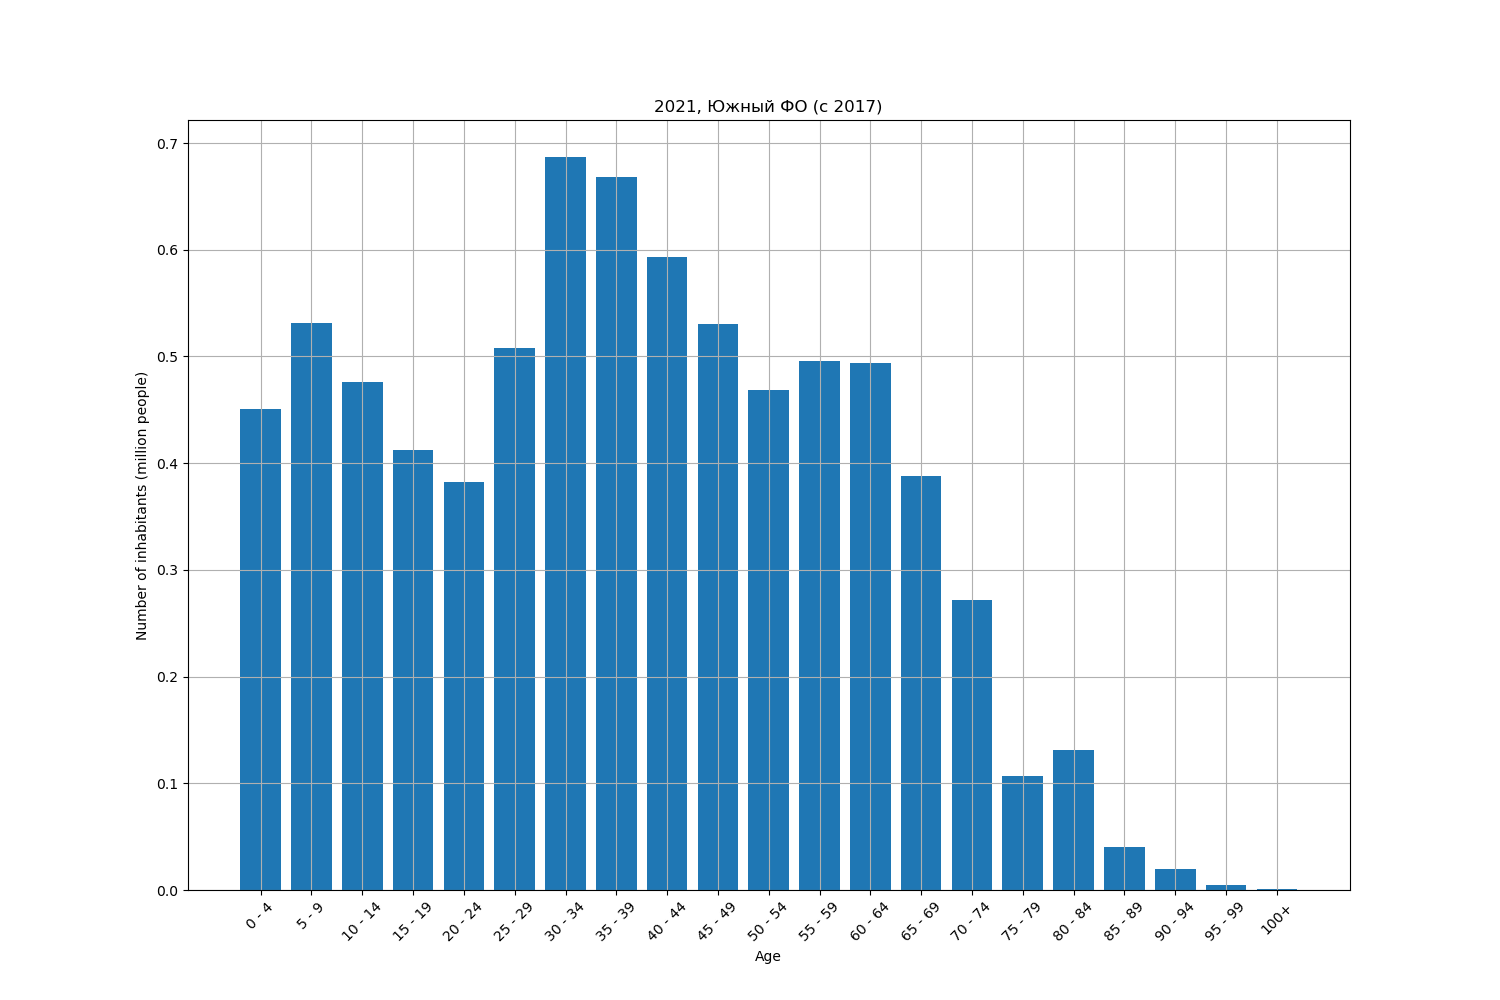 2021, Южный ФО (с 2017)
Number of inhabitants (million people)
0.7
0.6
0.5
0.4
0.3
0.2
0.1
0.0
0 - 4
5 - 9
10 - 14
15 - 19
20 - 24
25 - 29
30 - 34
35 - 39
40 - 44
45 - 49
50 - 54
55 - 59
60 - 64
65 - 69
70 - 74
75 - 79
80 - 84
85 - 89
90 - 94
95 - 99
100+
Age